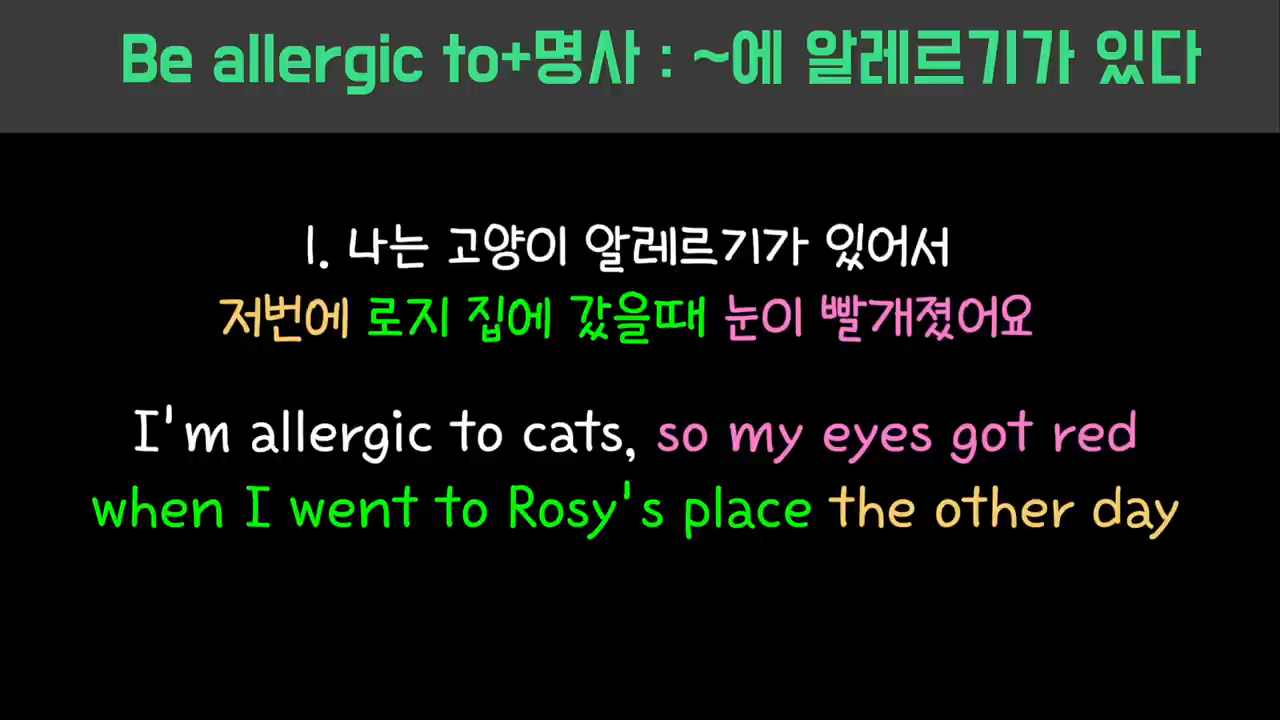 Be allergic to+명사 : ~에 알레르기가 있다
1. 나는 고양이 알레르기가 있어서
저번에 로지 집에 갔을때 눈이 빨개졌어요
I'm allergic to cats, so my eyes got red
when I went to Rosy's place the other day